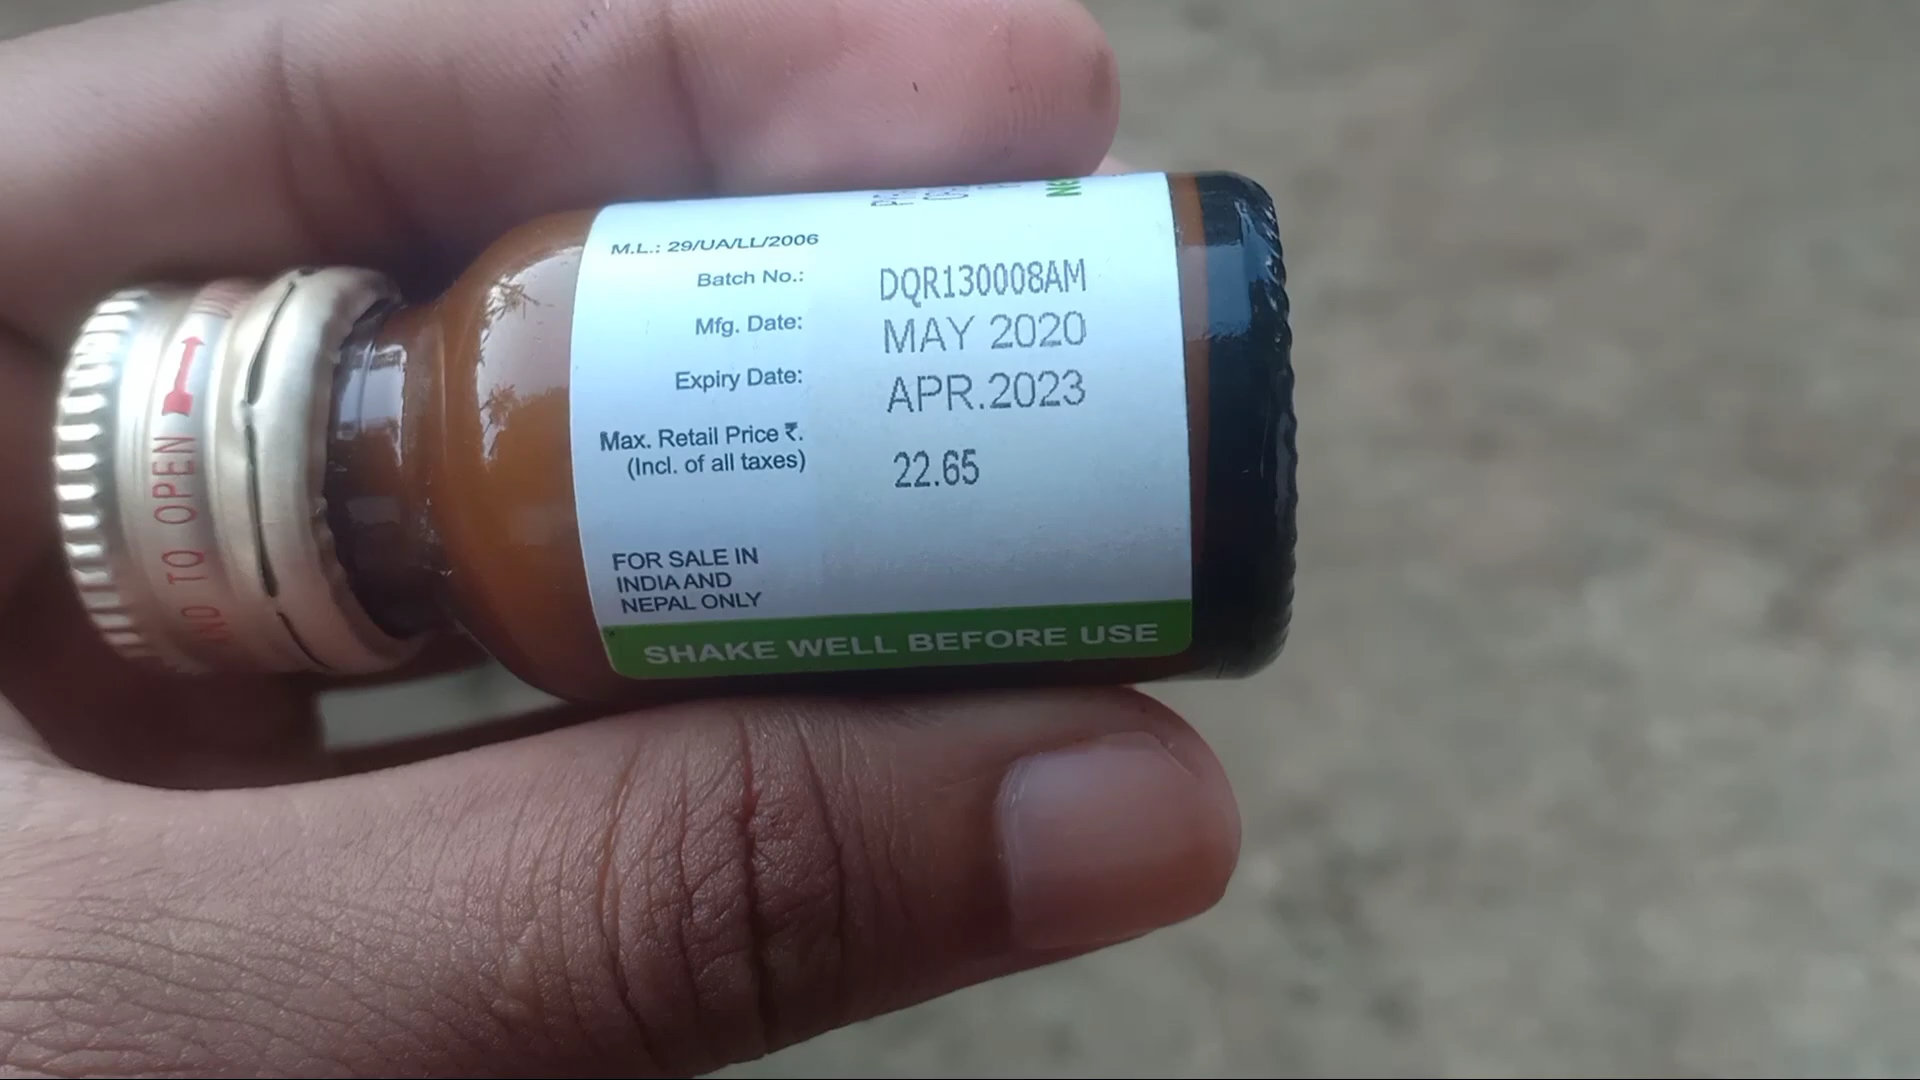 M.L.: 29/UA/LL/2006
Batch No.: DQR130008AM
Mfg. Date: MAY 2020
Expiry Date: APR.2023
Max. Retail Price ₹. 22.65
(Incl. of all taxes)
FOR SALE IN
INDIA AND
NEPAL ONLY
SHAKE WELL BEFORE USE
TO OPEN